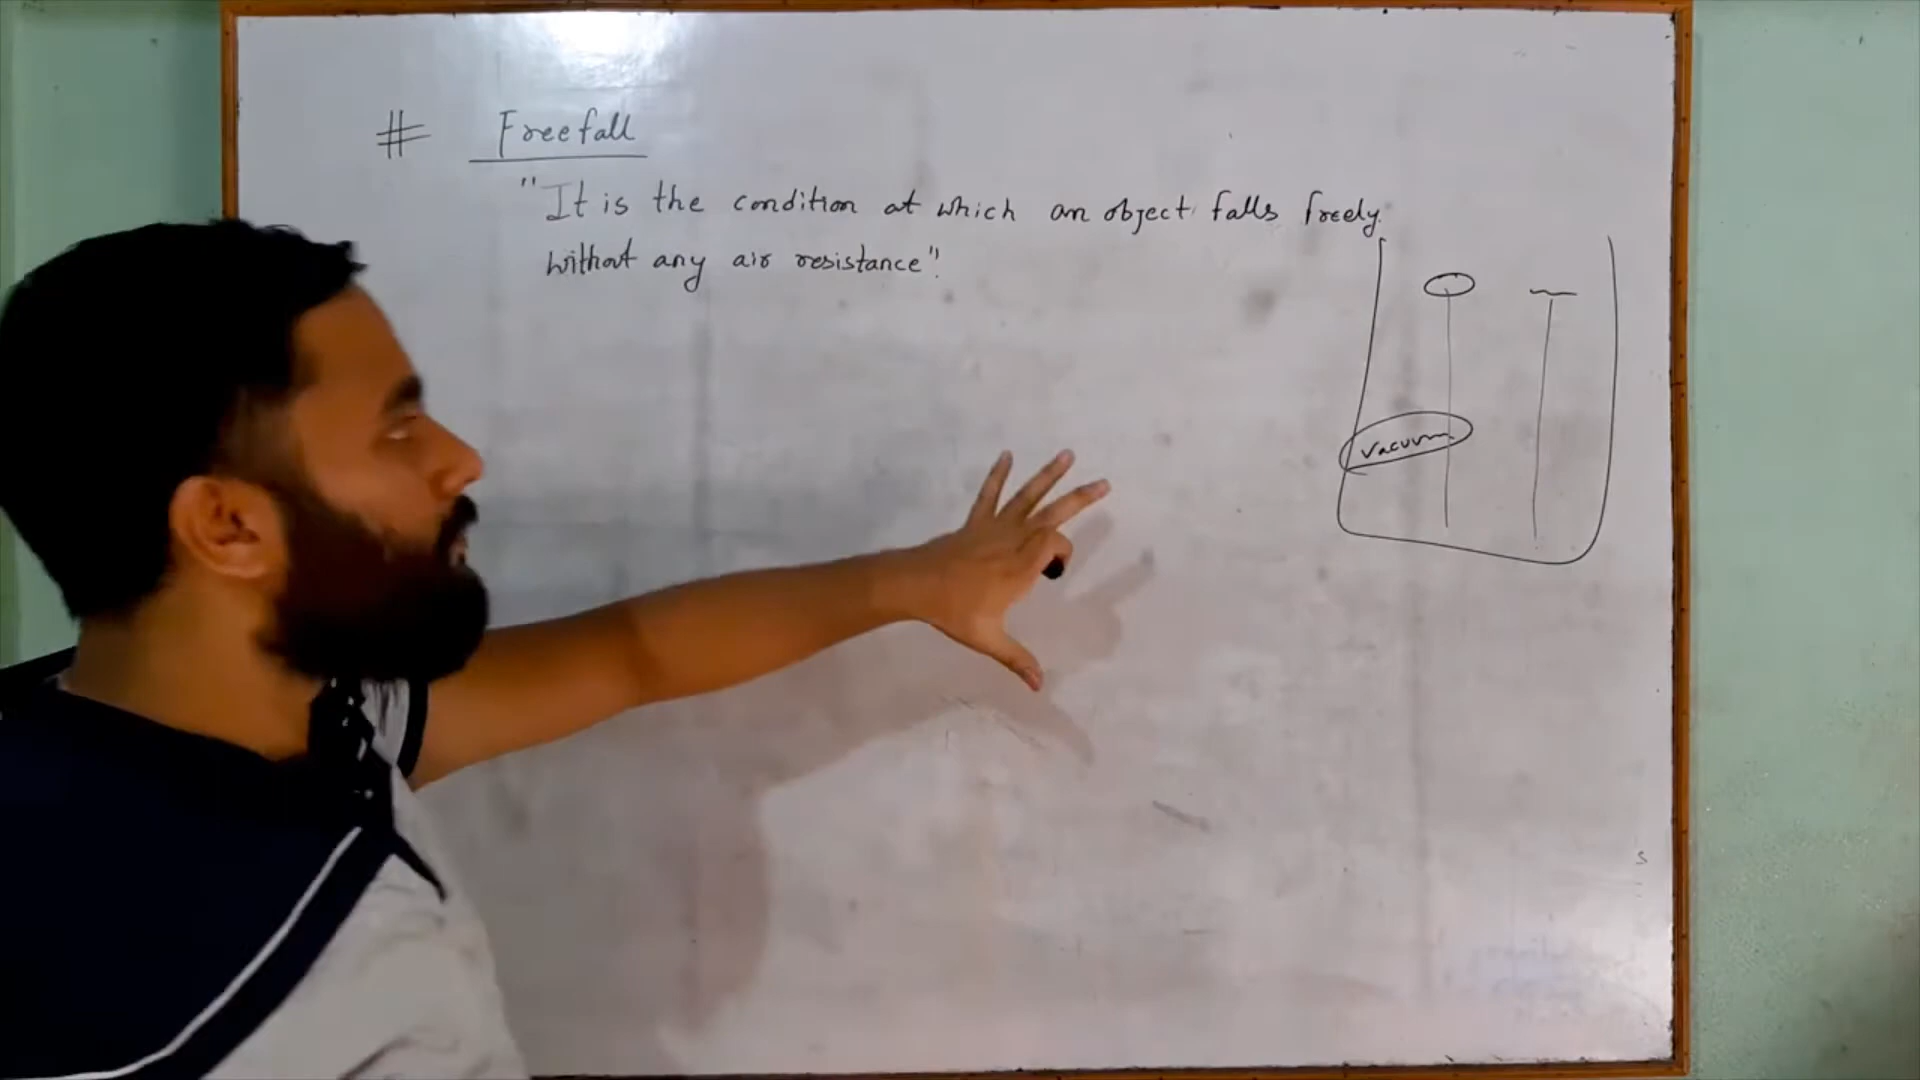 # Freefall
"It is the condition at which an object falls freely
without any air resistance".
vacuum
s